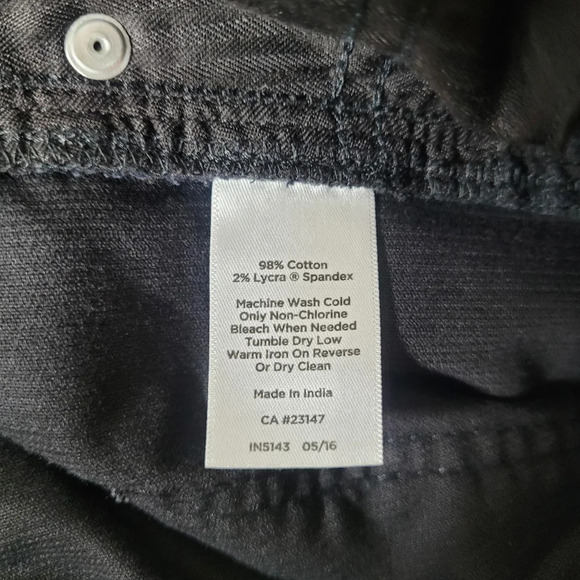 98% Cotton
2% Lycra ® Spandex
Machine Wash Cold
Only Non-Chlorine
Bleach When Needed
Tumble Dry Low
Warm Iron On Reverse
Or Dry Clean
Made In India
CA #23147
IN5143 05/16